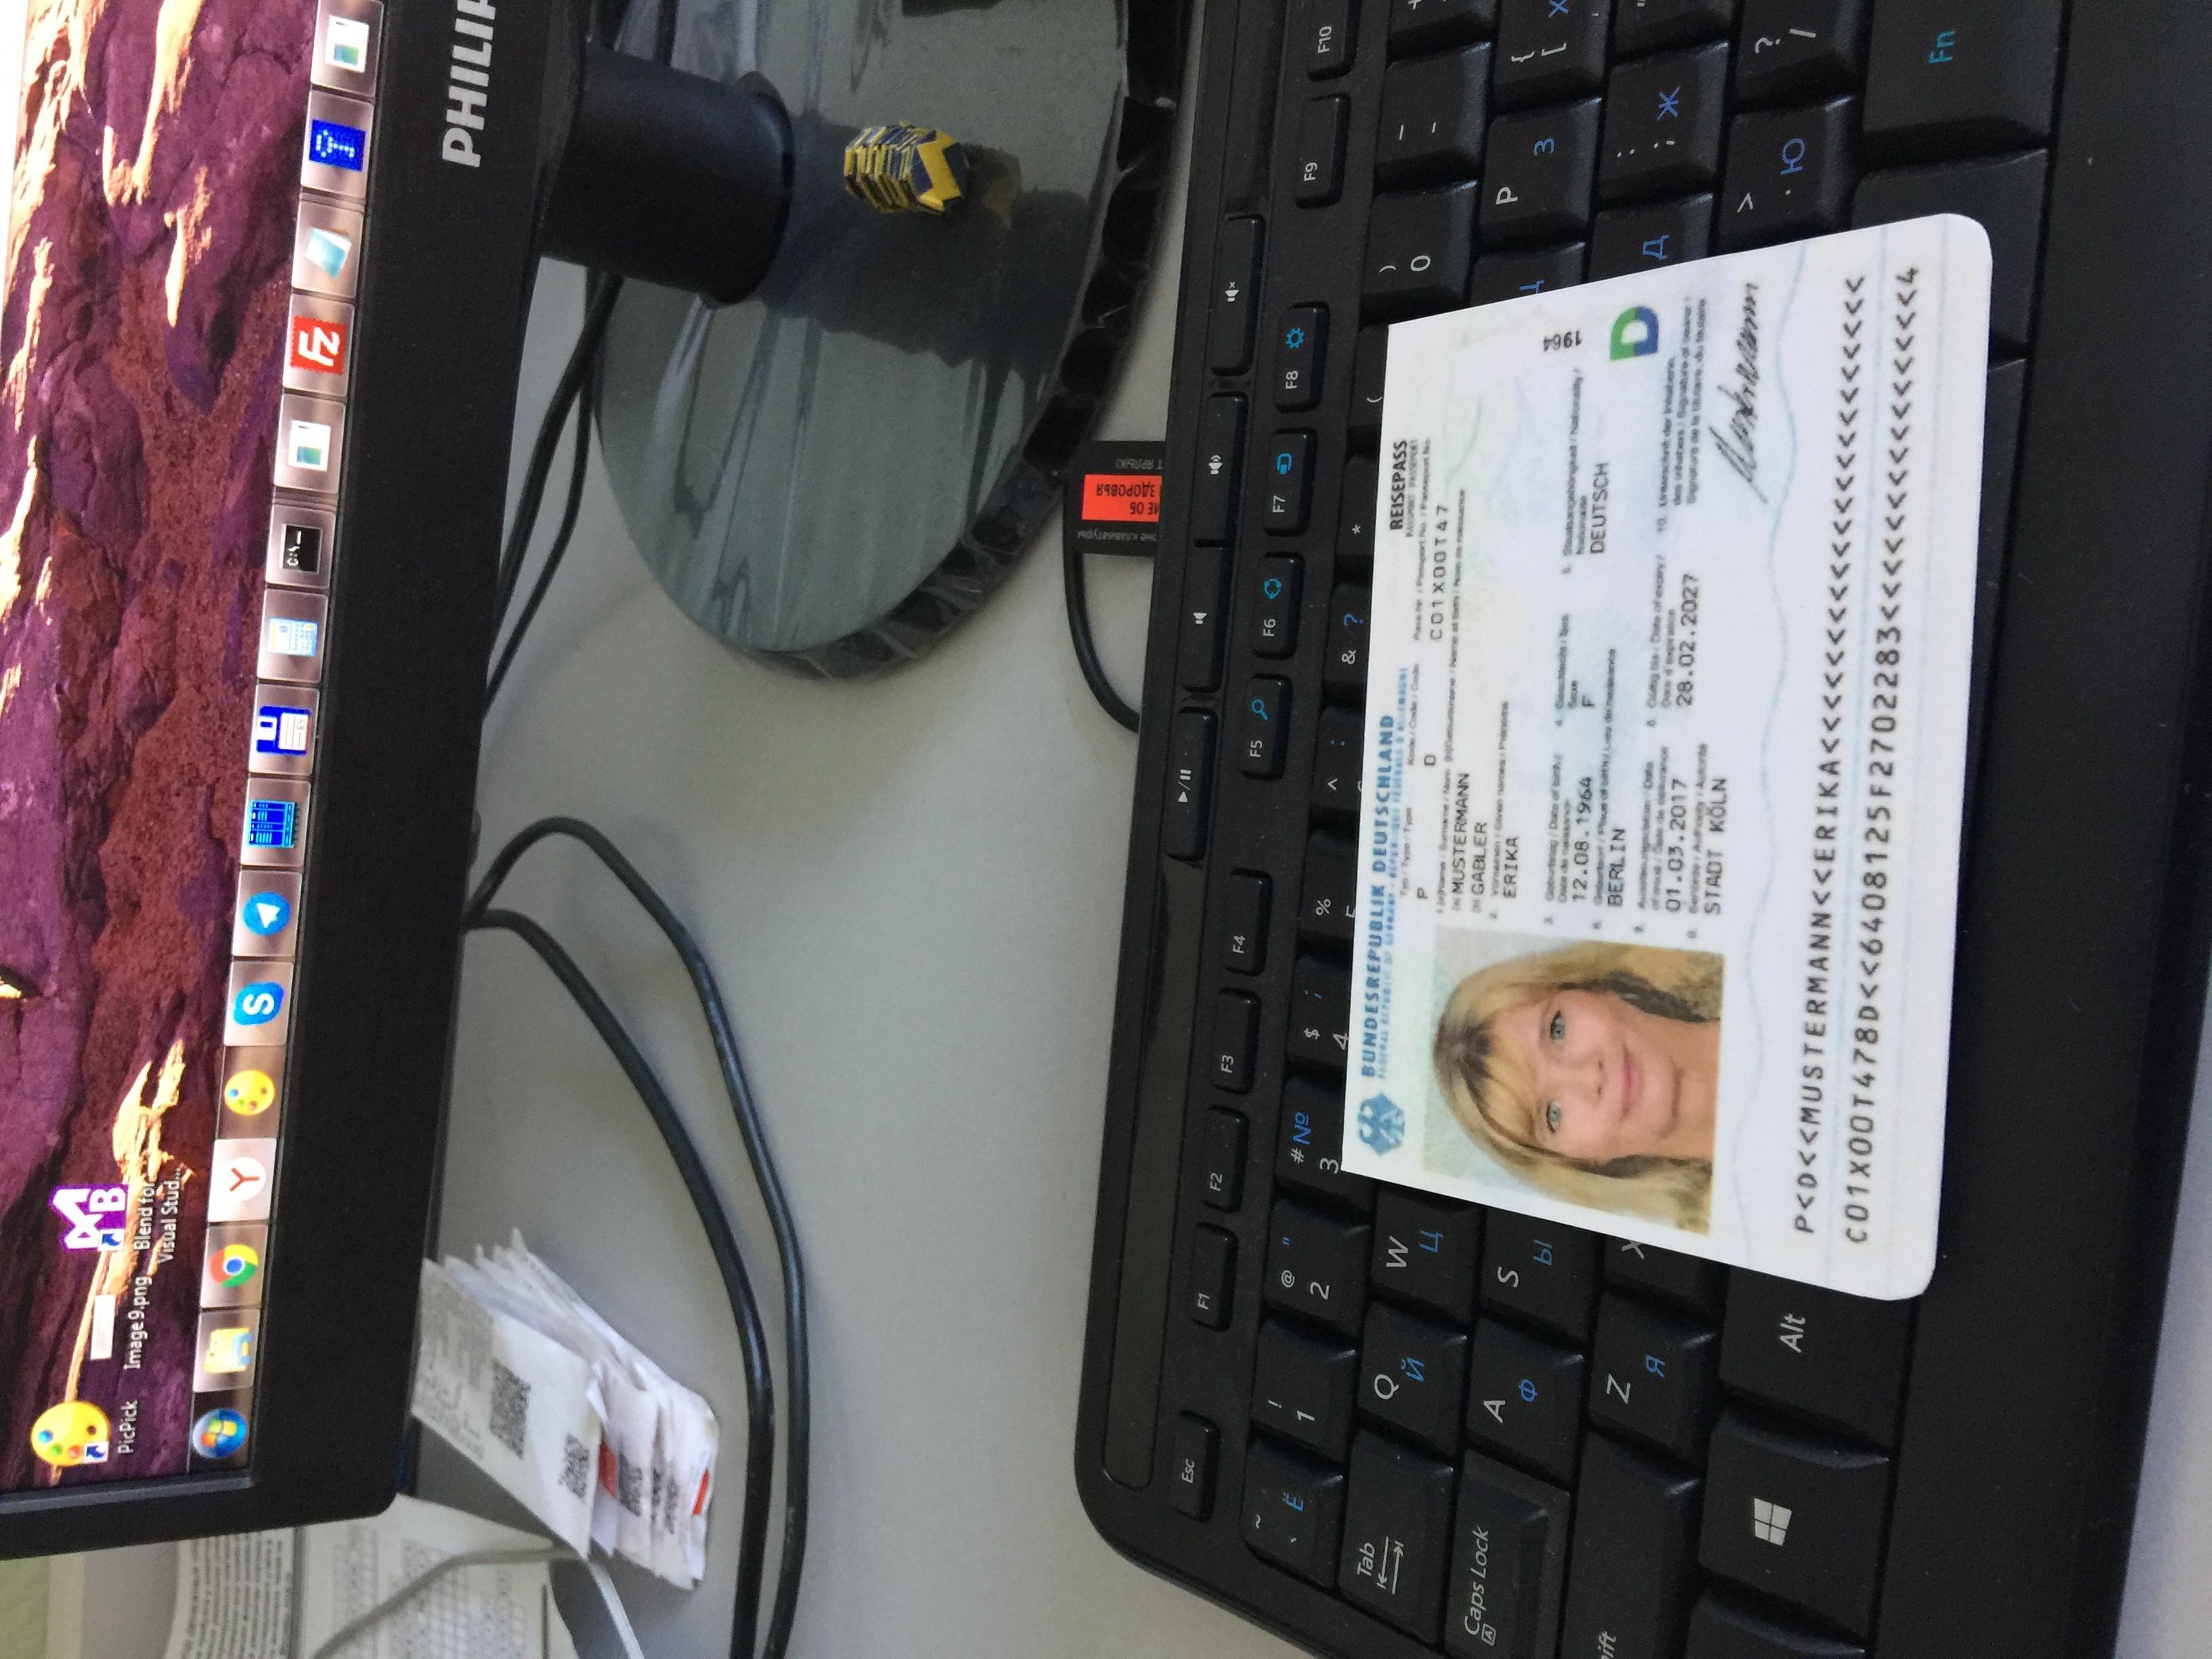 PicPick
Image 9.png
Blend for
Visual Stud...
PHILIP
Esc
F1
F2
F3
F4
F5
F6
F7
F8
F9
F10
~ ` Ё
! 1
@ " 2
# № 3
$ ; 4
%
^ :
& ?
*
(
) 0
- -
Tab
Q Й
W Ц
P З
{ [ Х
Caps Lock
A Ф
S Ы
Д
: ; Ж
Z Я
X
> . Ю
? /
Alt
Fn
ЗДОРОВЬЯ
BUNDESREPUBLIK DEUTSCHLAND
FEDERAL REPUBLIC OF GERMANY - RÉPUBLIQUE FÉDÉRALE D'ALLEMAGNE
REISEPASS
PASSPORT PASSEPORT
Typ / Type / Type
Kode / Code / Code
Pass-Nr. / Passport No. / Passeport No
P
D
C01X00T47
1.(a)Name / Surname / Nom (b)Geburtsname / Name at birth / Nom de naissance
(a) MUSTERMANN
(b) GABLER
2. Vornamen / Given names / Prénoms
ERIKA
3. Geburtstag / Date of birth /
Date de naissance
12.08.1964
4. Geschlecht / Sex
Sexe
F
5. Staatsangehörigkeit / Nationality /
Nationalité
DEUTSCH
6. Geburtsort / Place of birth / Lieu de naissance
BERLIN
7. Ausstellungsdatum / Date
of issue / Date de délivrance
01.03.2017
8. Gültig bis / Date of expiry /
Date d'expiration
28.02.2027
9. Behörde / Authority / Autorité
STADT KÖLN
10. Unterschrift der Inhaberin,
des Inhabers / Signature of bearer /
Signature de la titulaire, du titulaire
Mustermann
1964
D
P<D<<MUSTERMANN<<ERIKA<<<<<<<<<<<<<<<<<<<<<<
C01X00T478D<<6408125F2702283<<<<<<<<<<<<<<<4